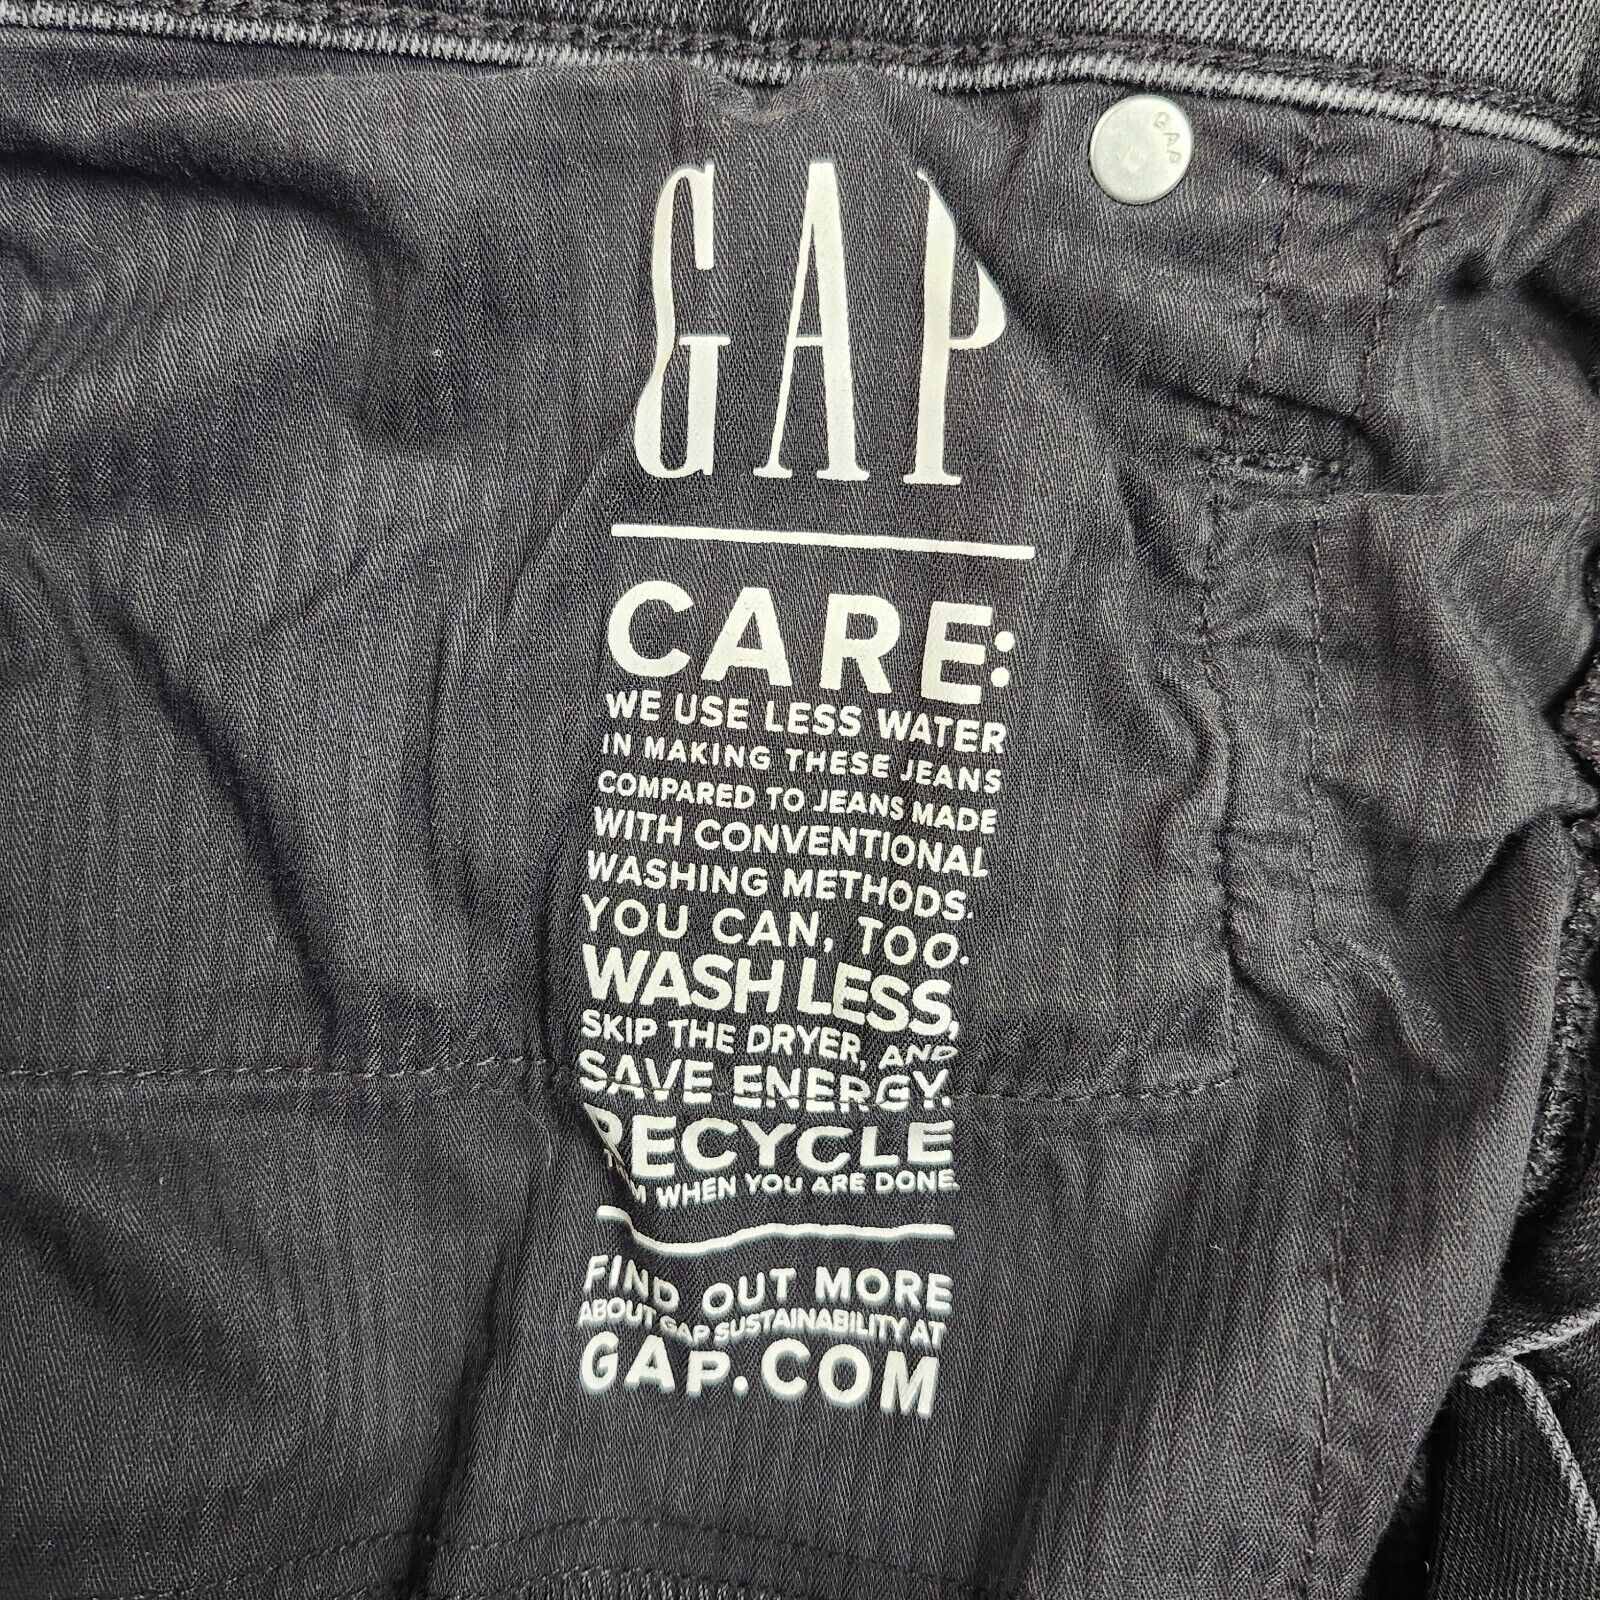 GAP
GAP
CARE:
WE USE LESS WATER
IN MAKING THESE JEANS
COMPARED TO JEANS MADE
WITH CONVENTIONAL
WASHING METHODS.
YOU CAN, TOO.
WASH LESS,
SKIP THE DRYER, AND
SAVE ENERGY.
RECYCLE
WHEN YOU ARE DONE.
FIND OUT MORE
ABOUT GAP SUSTAINABILITY AT
GAP.COM